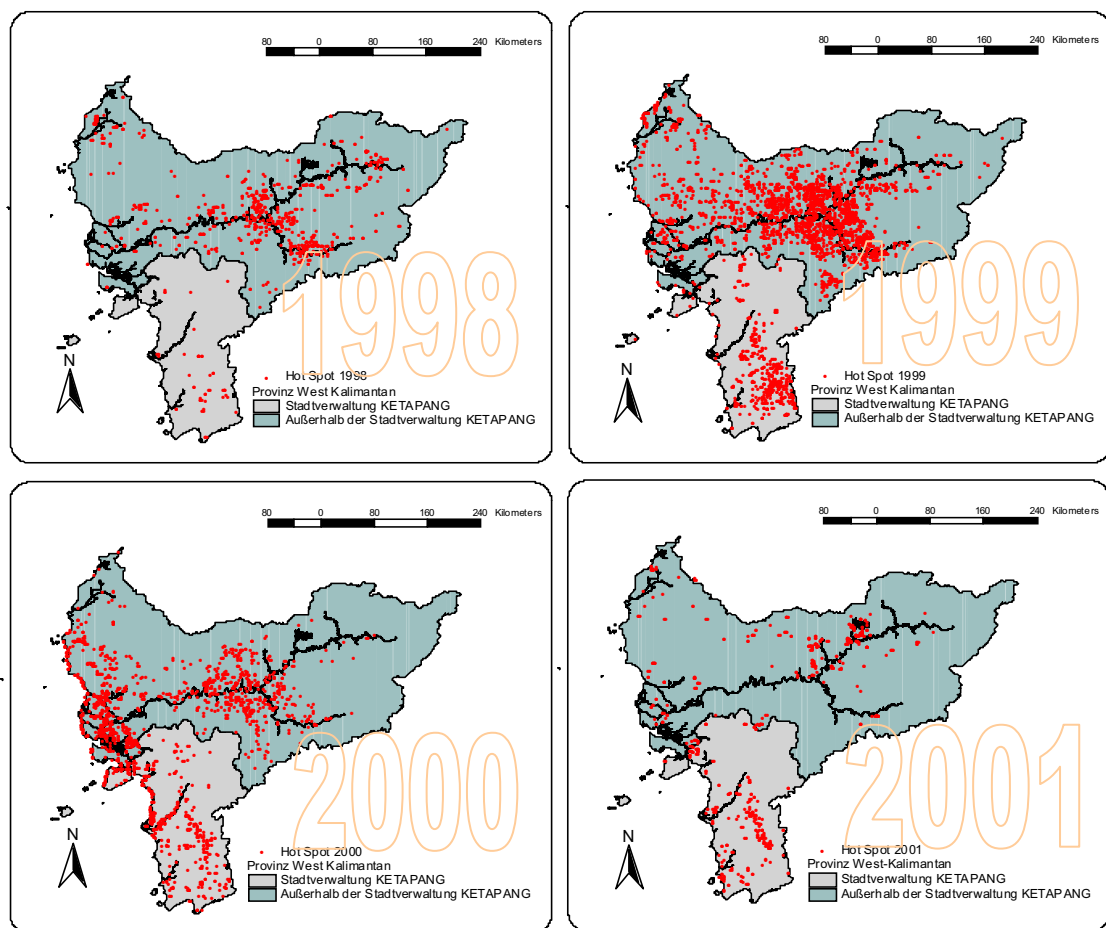 80 0 80 160 240 Kilometers
1998
N
Hot Spot 1998
Provinz West Kalimantan
Stadtverwaltung KETAPANG
Außerhalb der Stadtverwaltung KETAPANG
80 0 80 160 240 Kilometers
1999
N
Hot Spot 1999
Provinz West Kalimantan
Stadtverwaltung KETAPANG
Außerhalb der Stadtverwaltung KETAPANG
80 0 80 160 240 Kilometers
2000
N
Hot Spot 2000
Provinz West Kalimantan
Stadtverwaltung KETAPANG
Außerhalb der Stadtverwaltung KETAPANG
80 0 80 160 240 Kilometers
2001
N
Hot Spot 2001
Provinz West-Kalimantan
Stadtverwaltung KETAPANG
Außerhalb der Stadtverwaltung KETAPANG